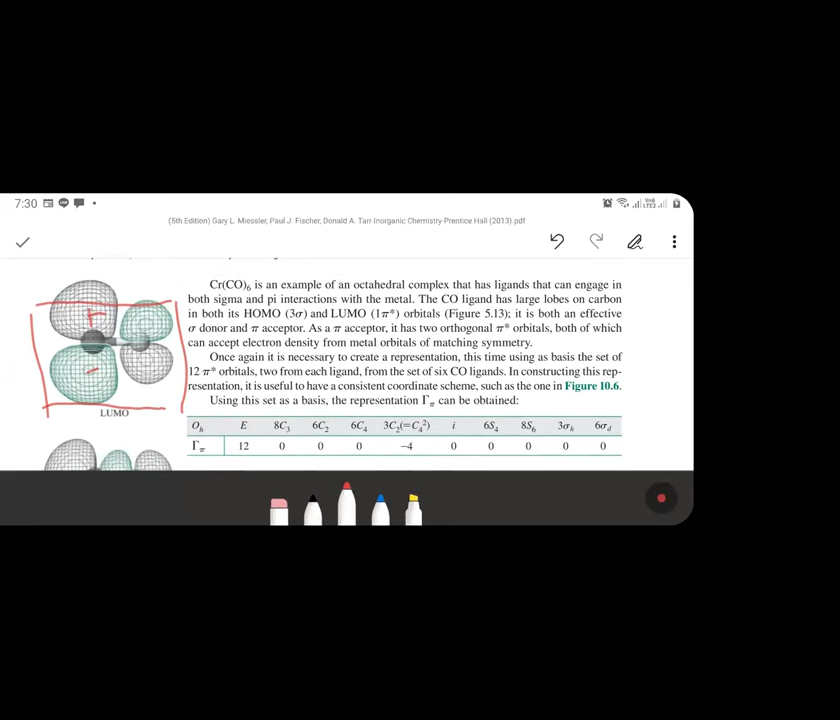 7:30
(5th Edition) Gary L. Miessler, Paul J. Fischer, Donald A. Tarr-Inorganic Chemistry-Prentice Hall (2013).pdf
Cr(CO)₆ is an example of an octahedral complex that has ligands that can engage in
both sigma and pi interactions with the metal. The CO ligand has large lobes on carbon
in both its HOMO (3σ) and LUMO (1π*) orbitals (Figure 5.13); it is both an effective
σ donor and π acceptor. As a π acceptor, it has two orthogonal π* orbitals, both of which
can accept electron density from metal orbitals of matching symmetry.
Once again it is necessary to create a representation, this time using as basis the set of
12 π* orbitals, two from each ligand, from the set of six CO ligands. In constructing this rep-
resentation, it is useful to have a consistent coordinate scheme, such as the one in Figure 10.6.
Using this set as a basis, the representation Γπ can be obtained:
LUMO
Oh E 8C₃ 6C₂ 6C₄ 3C₂(=C₄²) i 6S₄ 8S₆ 3σh 6σd
Γπ 12 0 0 0 −4 0 0 0 0 0